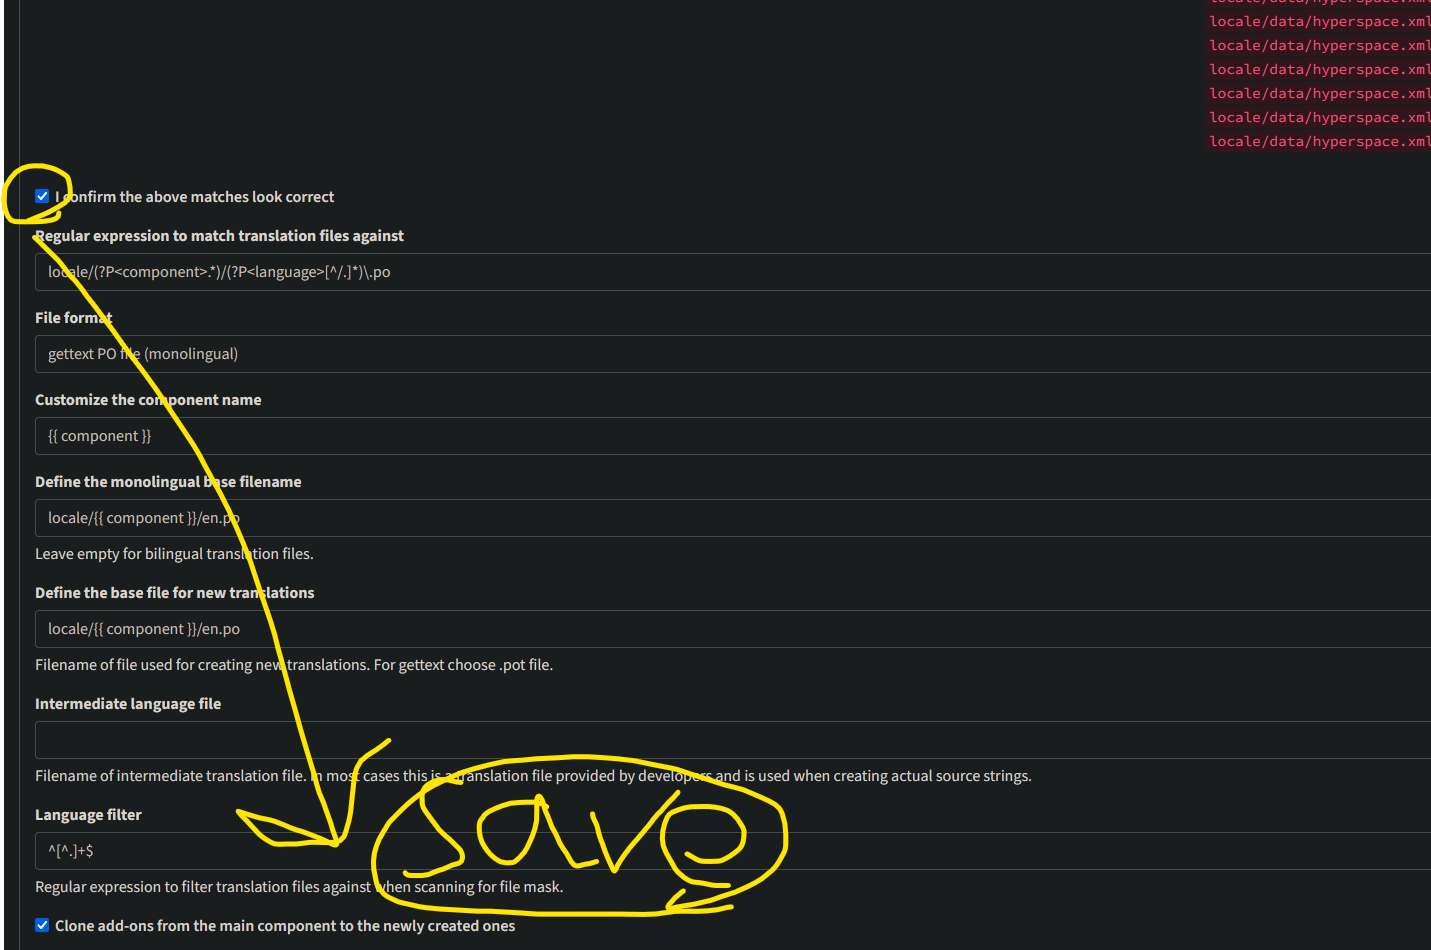 locale/data/hyperspace.xml
locale/data/hyperspace.xml
locale/data/hyperspace.xml
locale/data/hyperspace.xml
locale/data/hyperspace.xml
locale/data/hyperspace.xml
locale/data/hyperspace.xml
I confirm the above matches look correct
Regular expression to match translation files against
locale/(?P<component>.*)/(?P<language>[^/.]*)\.po
File format
gettext PO file (monolingual)
Customize the component name
{{ component }}
Define the monolingual base filename
locale/{{ component }}/en.po
Leave empty for bilingual translation files.
Define the base file for new translations
locale/{{ component }}/en.po
Filename of file used for creating new translations. For gettext choose .pot file.
Intermediate language file
Filename of intermediate translation file. In most cases this is a translation file provided by developers and is used when creating actual source strings.
save
Language filter
^[^.]+$
Regular expression to filter translation files against when scanning for file mask.
Clone add-ons from the main component to the newly created ones